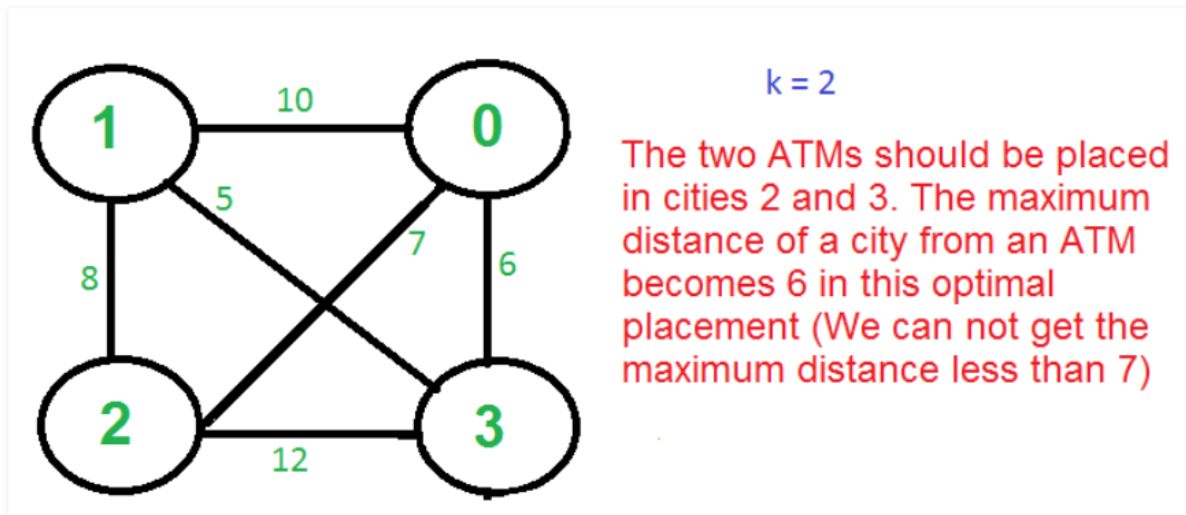 k = 2
1
10
0
The two ATMs should be placed
in cities 2 and 3. The maximum
distance of a city from an ATM
becomes 6 in this optimal
placement (We can not get the
maximum distance less than 7)
5
7
6
8
2
12
3